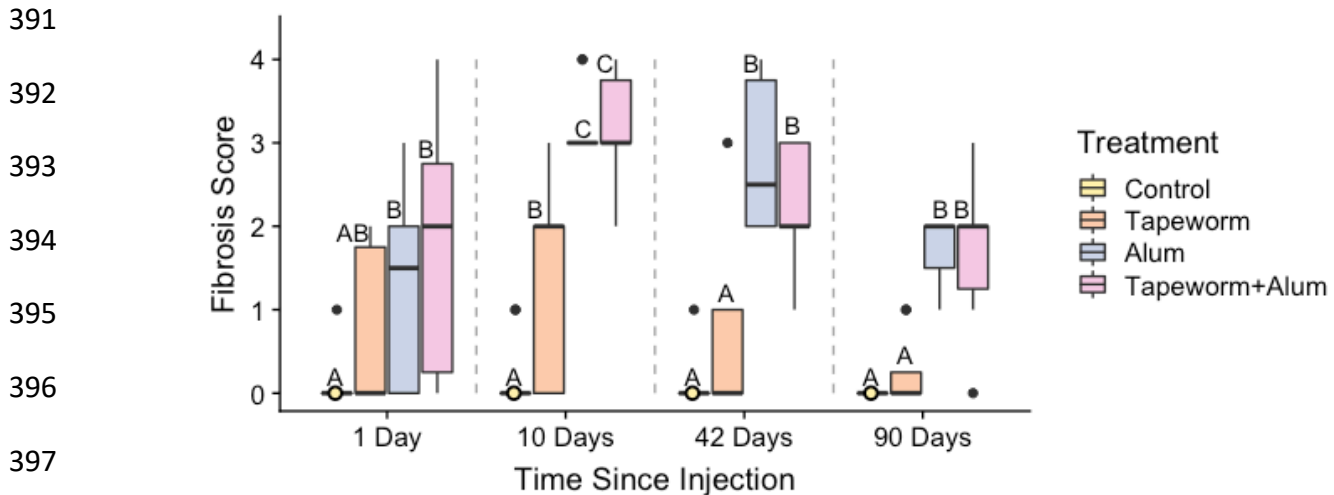 391
392
393
394
395
396
397
Fibrosis Score
4
3
2
1
0
A
AB
B
B
A
B
C
C
A
A
B
B
A
A
B
B
1 Day
10 Days
42 Days
90 Days
Time Since Injection
Treatment
Control
Tapeworm
Alum
Tapeworm+Alum